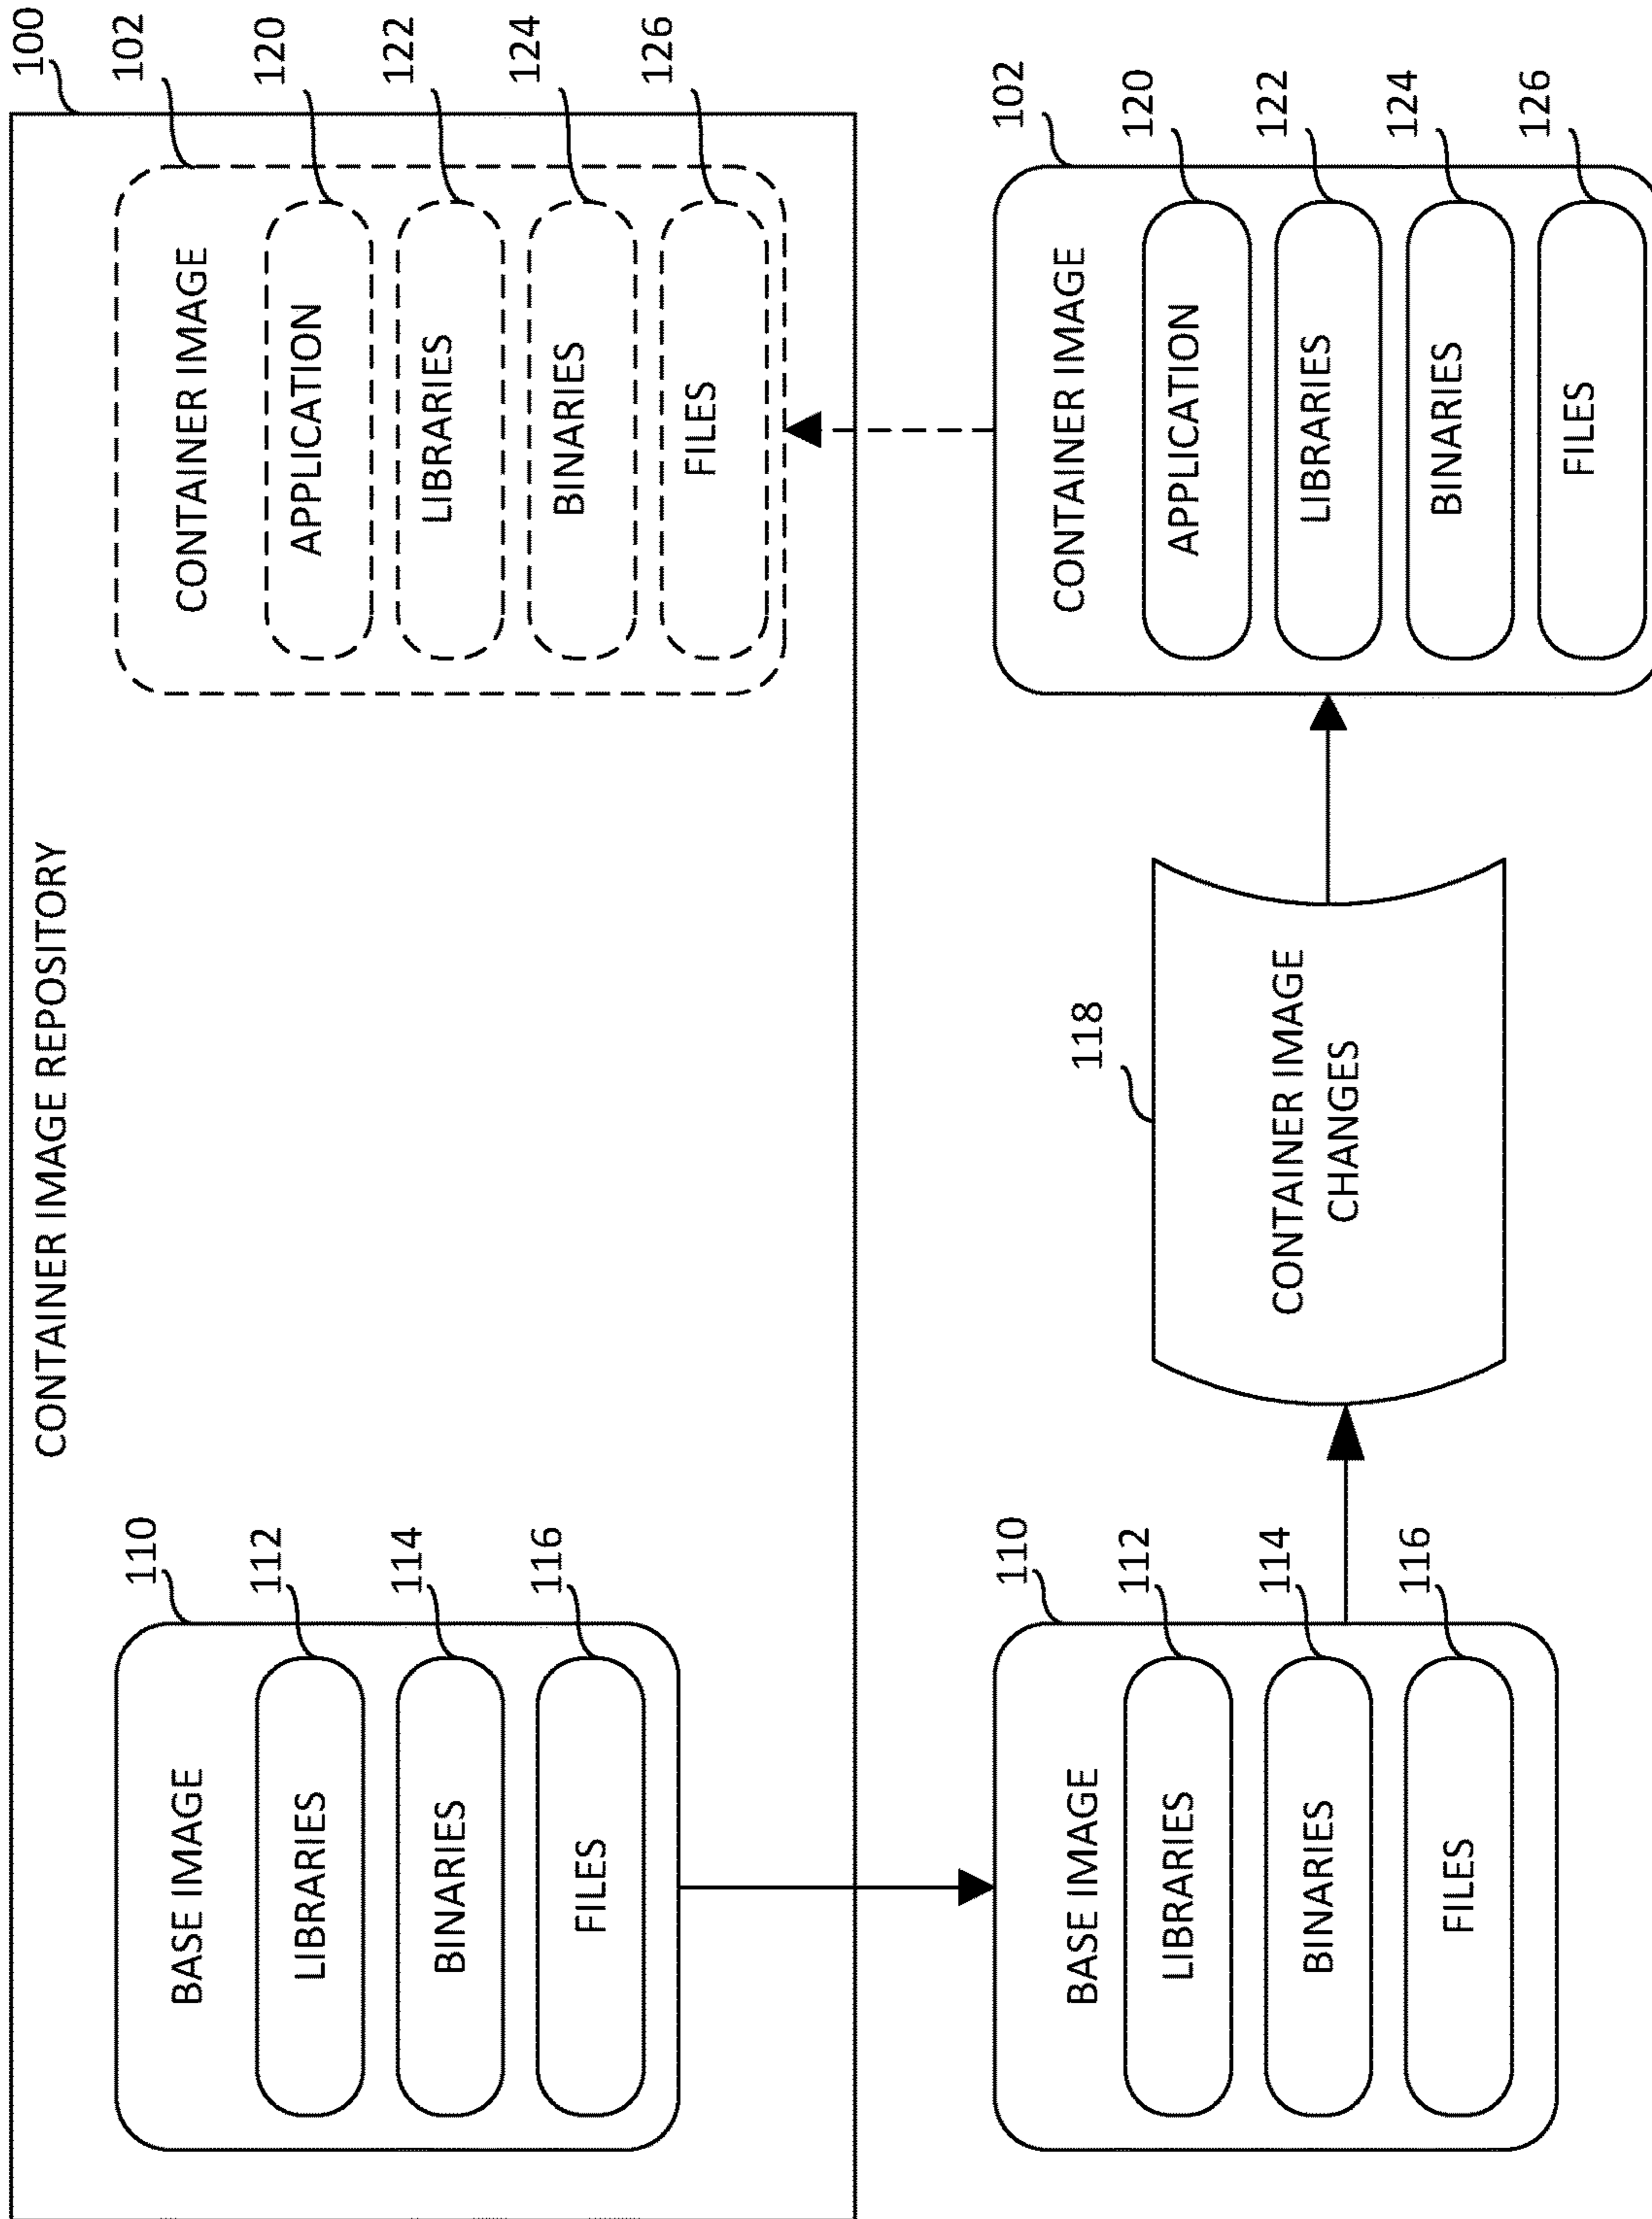 CONTAINER IMAGE REPOSITORY
100
BASE IMAGE
110
LIBRARIES
112
BINARIES
114
FILES
116
CONTAINER IMAGE
102
APPLICATION
120
LIBRARIES
122
BINARIES
124
FILES
126
BASE IMAGE
110
LIBRARIES
112
BINARIES
114
FILES
116
118
CONTAINER IMAGE
CHANGES
CONTAINER IMAGE
102
APPLICATION
120
LIBRARIES
122
BINARIES
124
FILES
126